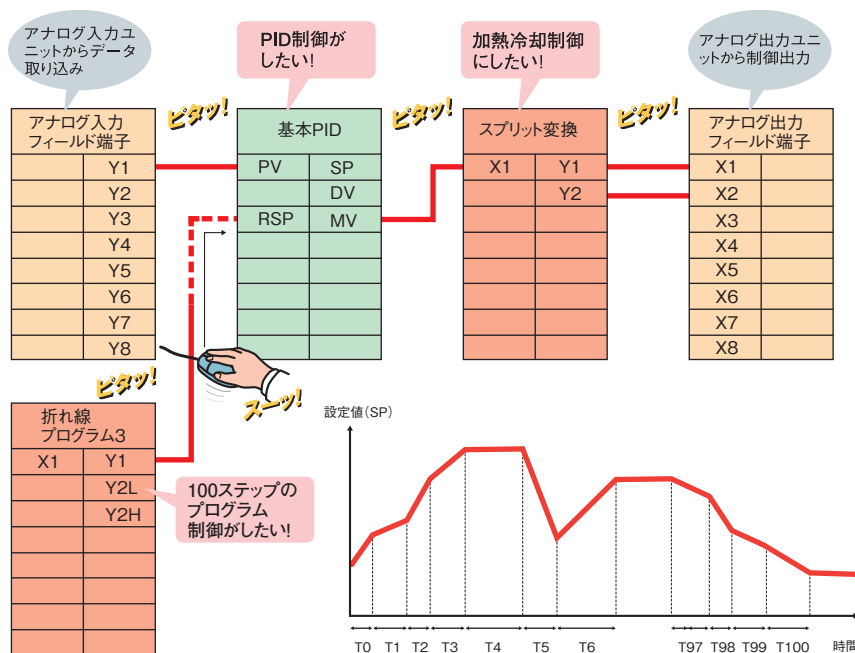 アナログ入力ユ
ニットからデータ
取り込み
PID制御が
したい!
加熱冷却制御
にしたい!
アナログ出力ユニ
ットから制御出力
ピタッ!
ピタッ!
ピタッ!
アナログ入力
フィールド端子
Y1
Y2
Y3
Y4
Y5
Y6
Y7
Y8
基本PID
PV SP
DV
RSP MV
スプリット変換
X1 Y1
Y2
アナログ出力
フィールド端子
X1
X2
X3
X4
X5
X6
X7
X8
ピタッ!
スーッ!
折れ線
プログラム3
X1 Y1
Y2L
Y2H
100ステップの
プログラム
制御がしたい!
設定値(SP)
T0 T1 T2 T3 T4 T5 T6 T97 T98 T99 T100 時間